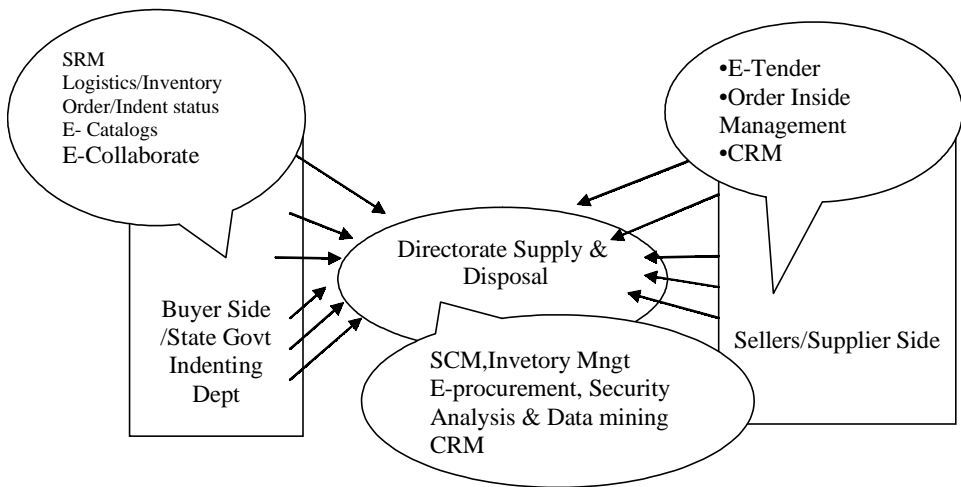 SRM
Logistics/Inventory
Order/Indent status
E- Catalogs
E-Collaborate
•E-Tender
•Order Inside
Management
•CRM
Directorate Supply &
Disposal
Buyer Side
/State Govt
Indenting
Dept
Sellers/Supplier Side
SCM,Invetory Mngt
E-procurement, Security
Analysis & Data mining
CRM